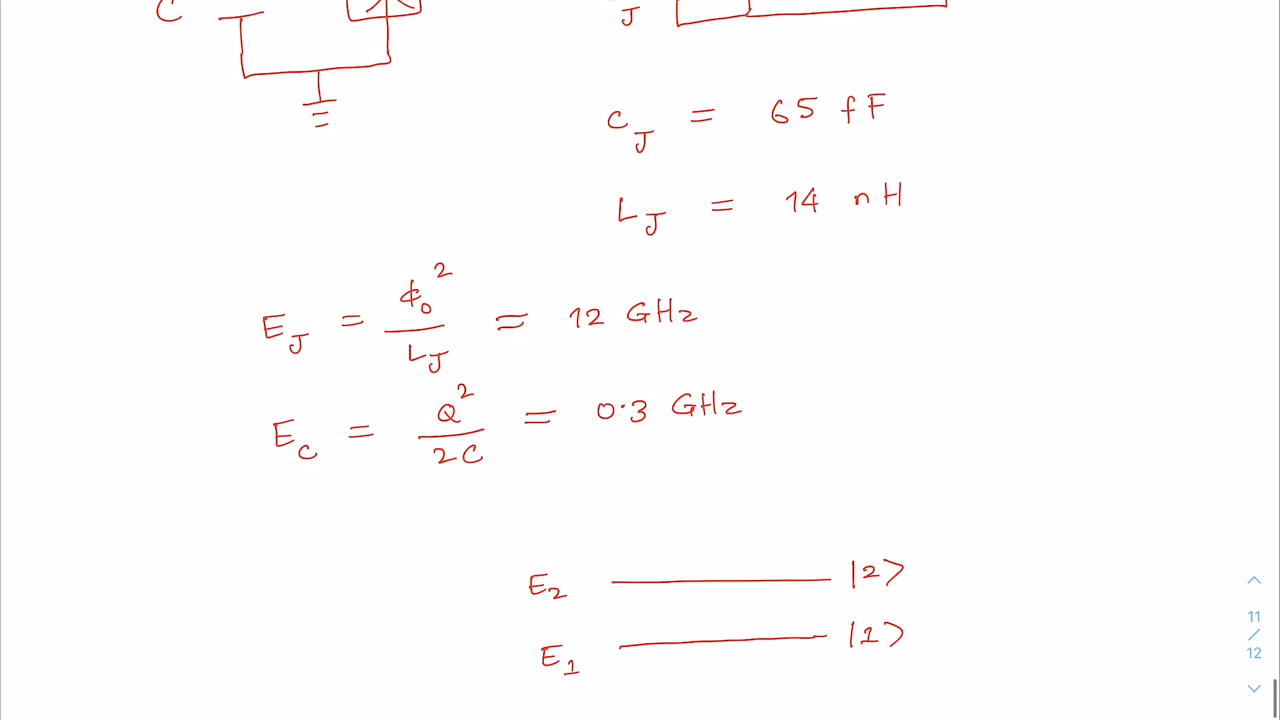 C
J
C_J = 65 fF
L_J = 14 nH
E_J = ϕ_0^2 / L_J = 12 GHz
E_C = Q^2 / 2C = 0.3 GHz
E_2 |2>
E_1 |1>
11
/
12